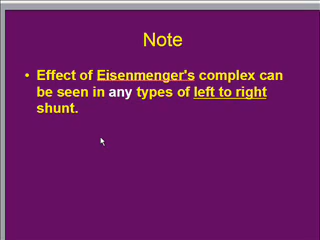 Note
• Effect of Eisenmenger's complex can
be seen in any types of left to right
shunt.